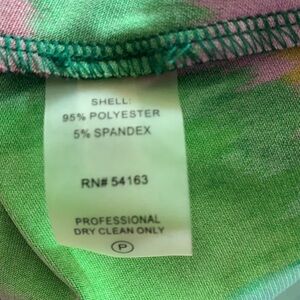 SHELL:
95% POLYESTER
5% SPANDEX
RN# 54163
PROFESSIONAL
DRY CLEAN ONLY
P